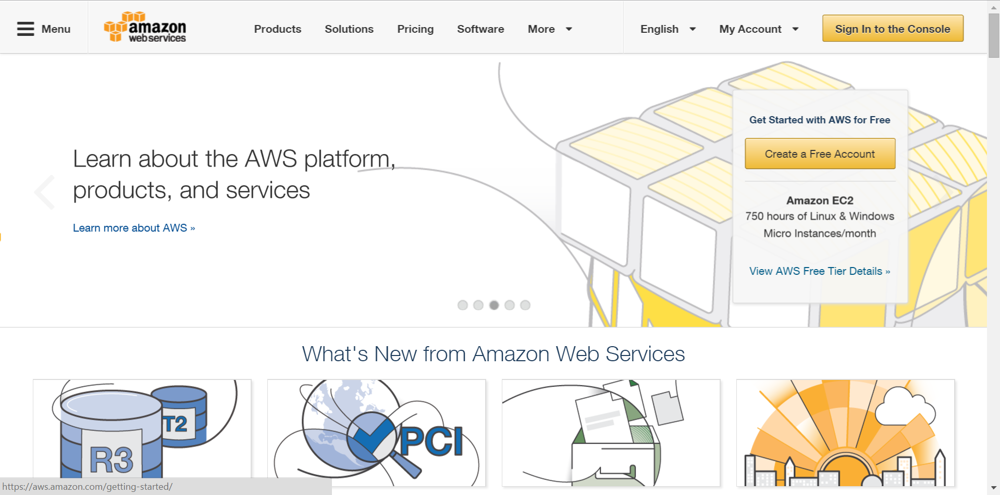 Menu
amazon
web services
Products
Solutions
Pricing
Software
More
English
My Account
Sign In to the Console
Learn about the AWS platform,
products, and services
Learn more about AWS »
Get Started with AWS for Free
Create a Free Account
Amazon EC2
750 hours of Linux & Windows
Micro Instances/month
View AWS Free Tier Details »
What's New from Amazon Web Services
T2
R3
PCI
https://aws.amazon.com/getting-started/